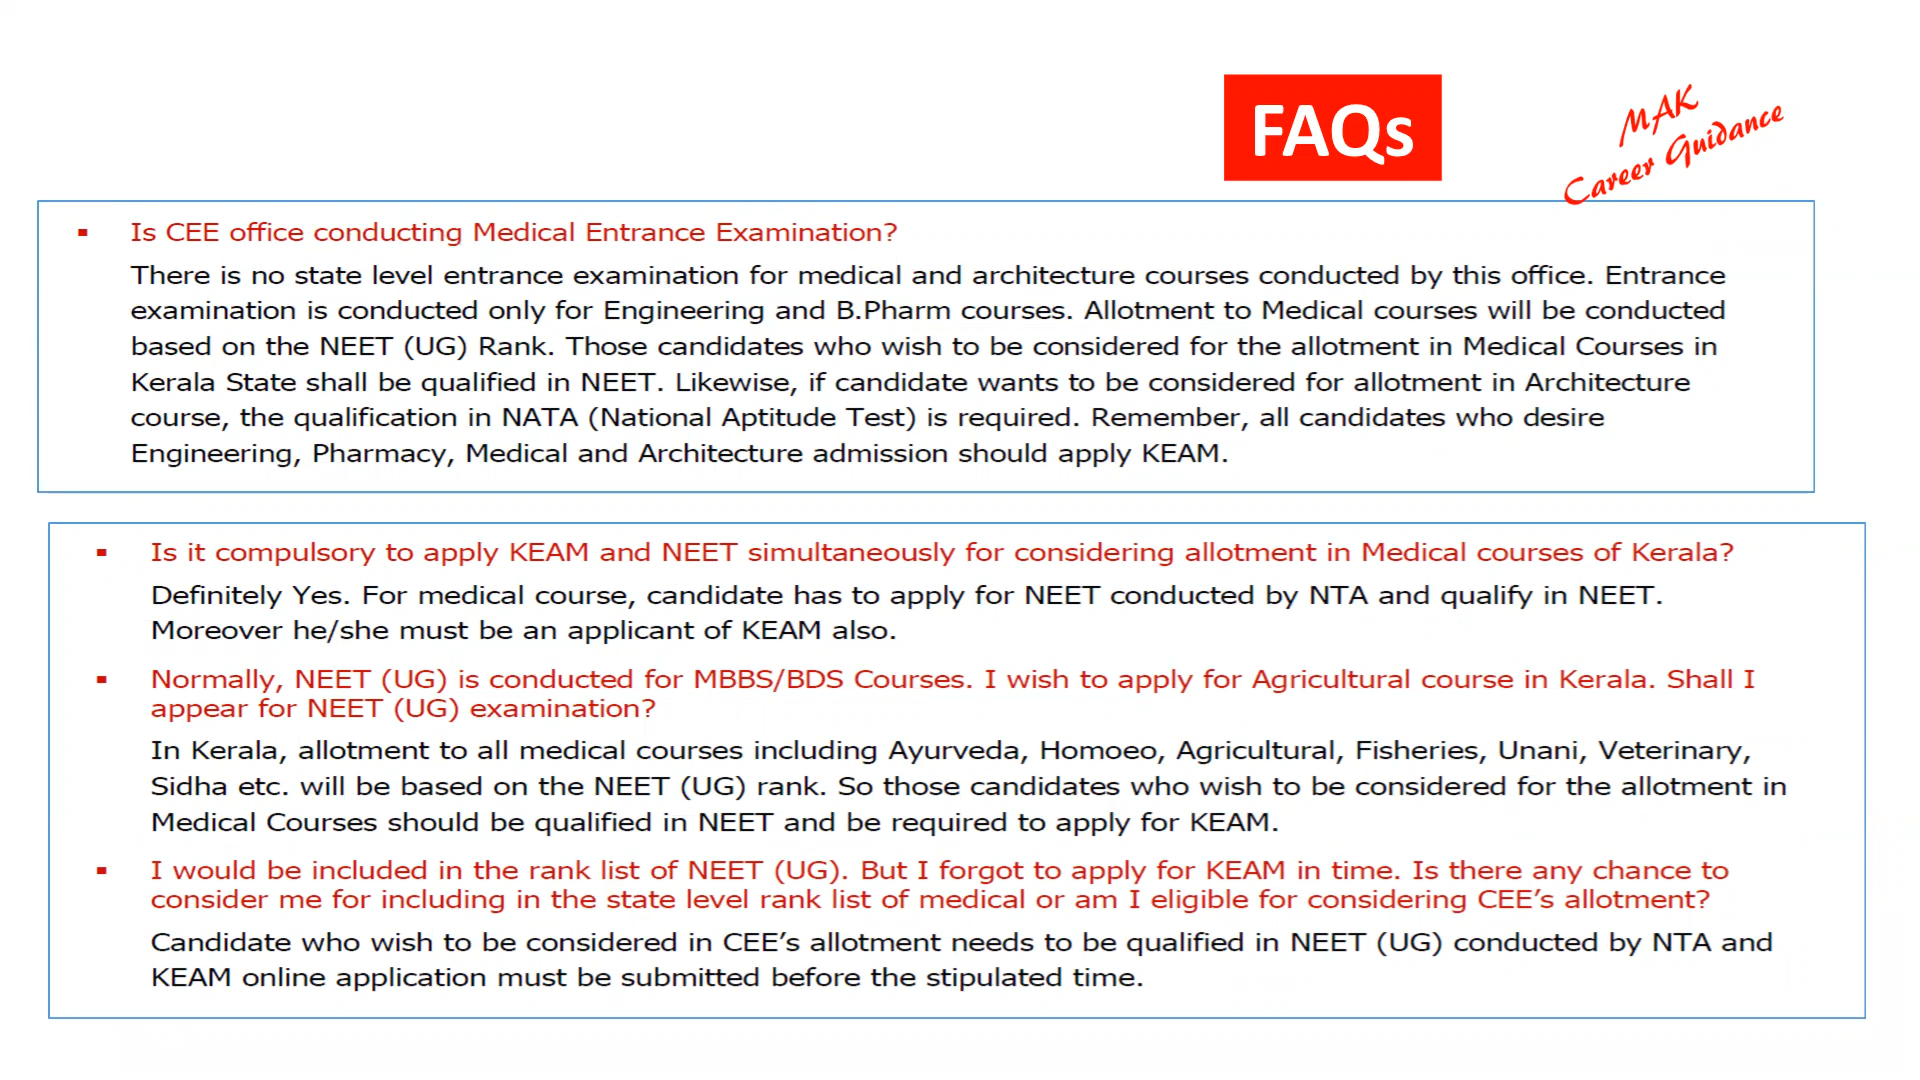 FAQs
MAK
Career Guidance
▪ Is CEE office conducting Medical Entrance Examination?
There is no state level entrance examination for medical and architecture courses conducted by this office. Entrance
examination is conducted only for Engineering and B.Pharm courses. Allotment to Medical courses will be conducted
based on the NEET (UG) Rank. Those candidates who wish to be considered for the allotment in Medical Courses in
Kerala State shall be qualified in NEET. Likewise, if candidate wants to be considered for allotment in Architecture
course, the qualification in NATA (National Aptitude Test) is required. Remember, all candidates who desire
Engineering, Pharmacy, Medical and Architecture admission should apply KEAM.
▪ Is it compulsory to apply KEAM and NEET simultaneously for considering allotment in Medical courses of Kerala?
Definitely Yes. For medical course, candidate has to apply for NEET conducted by NTA and qualify in NEET.
Moreover he/she must be an applicant of KEAM also.
▪ Normally, NEET (UG) is conducted for MBBS/BDS Courses. I wish to apply for Agricultural course in Kerala. Shall I
appear for NEET (UG) examination?
In Kerala, allotment to all medical courses including Ayurveda, Homoeo, Agricultural, Fisheries, Unani, Veterinary,
Sidha etc. will be based on the NEET (UG) rank. So those candidates who wish to be considered for the allotment in
Medical Courses should be qualified in NEET and be required to apply for KEAM.
▪ I would be included in the rank list of NEET (UG). But I forgot to apply for KEAM in time. Is there any chance to
consider me for including in the state level rank list of medical or am I eligible for considering CEE’s allotment?
Candidate who wish to be considered in CEE’s allotment needs to be qualified in NEET (UG) conducted by NTA and
KEAM online application must be submitted before the stipulated time.